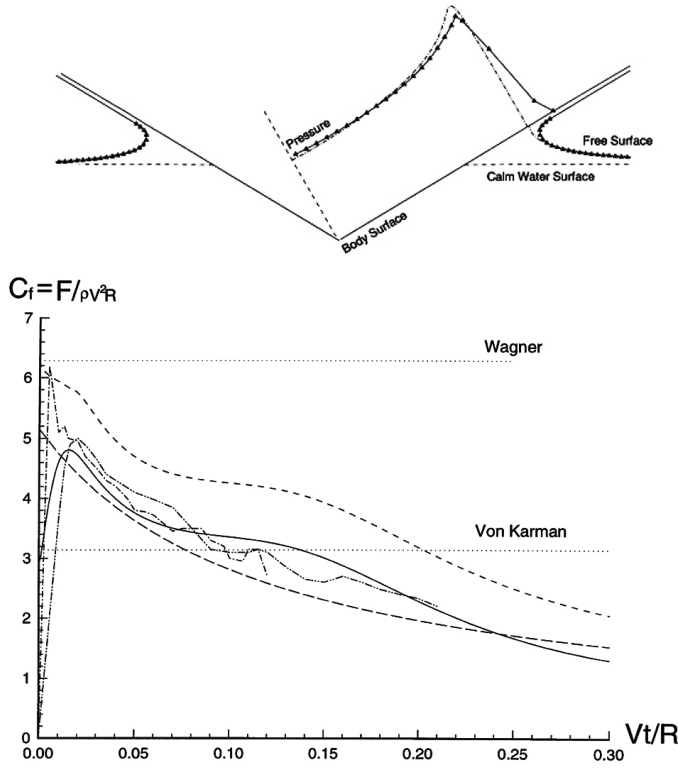 Pressure
Free Surface
Calm Water Surface
Body Surface
Cf=F/ρV²R
7
Wagner
6
5
4
Von Karman
3
2
1
0
0.00 0.05 0.10 0.15 0.20 0.25 0.30
Vt/R